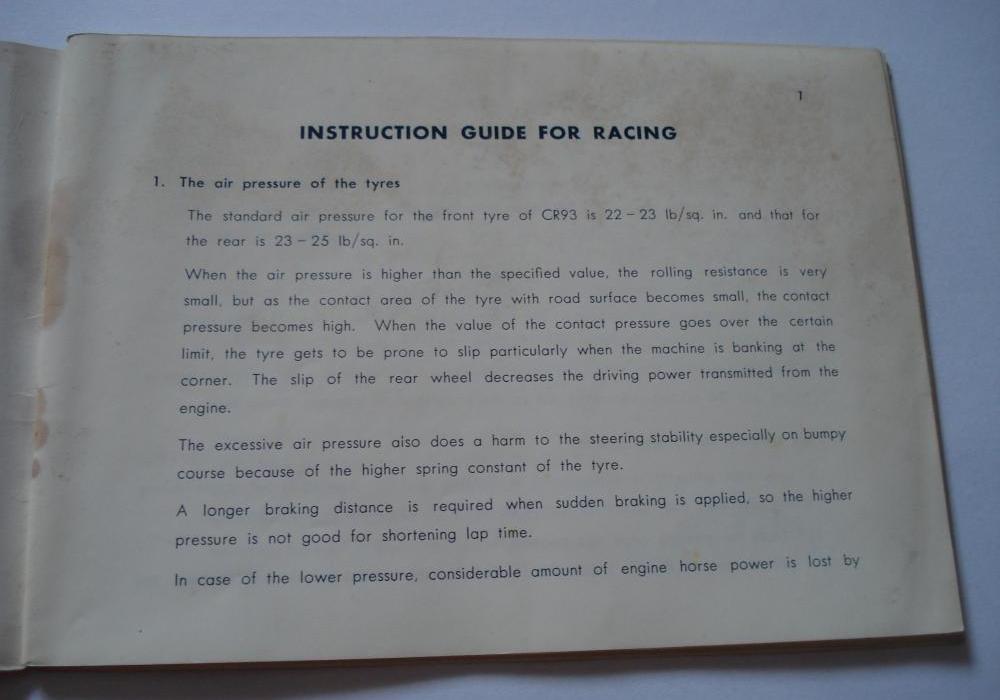 1
INSTRUCTION GUIDE FOR RACING
1. The air pressure of the tyres
The standard air pressure for the front tyre of CR93 is 22 – 23 lb/sq. in. and that for
the rear is 23 – 25 lb/sq. in.
When the air pressure is higher than the specified value, the rolling resistance is very
small, but as the contact area of the tyre with road surface becomes small, the contact
pressure becomes high. When the value of the contact pressure goes over the certain
limit, the tyre gets to be prone to slip particularly when the machine is banking at the
corner. The slip of the rear wheel decreases the driving power transmitted from the
engine.
The excessive air pressure also does a harm to the steering stability especially on bumpy
course because of the higher spring constant of the tyre.
A longer braking distance is required when sudden braking is applied, so the higher
pressure is not good for shortening lap time.
In case of the lower pressure, considerable amount of engine horse power is lost by